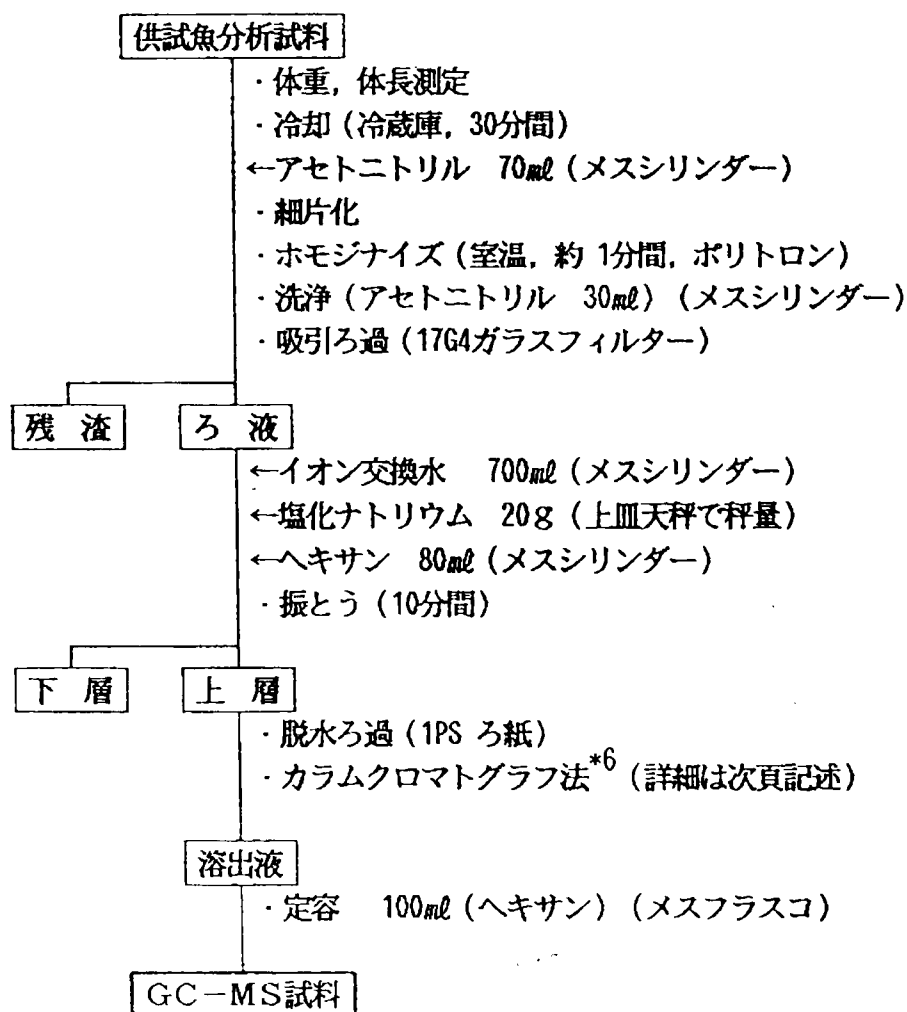 供試魚分析試料
・体重，体長測定
・冷却（冷蔵庫，30分間）
←アセトニトリル 70mℓ（メスシリンダー）
・細片化
・ホモジナイズ（室温，約 1分間，ポリトロン）
・洗浄（アセトニトリル 30mℓ）（メスシリンダー）
・吸引ろ過（17G4ガラスフィルター）
残 渣 ろ 液
←イオン交換水 700mℓ（メスシリンダー）
←塩化ナトリウム 20g（上皿天秤で秤量）
←ヘキサン 80mℓ（メスシリンダー）
・振とう（10分間）
下 層 上 層
・脱水ろ過（1PS ろ紙）
・カラムクロマトグラフ法*6（詳細は次頁記述）
溶出液
・定容 100mℓ（ヘキサン）（メスフラスコ）
GC－MS試料